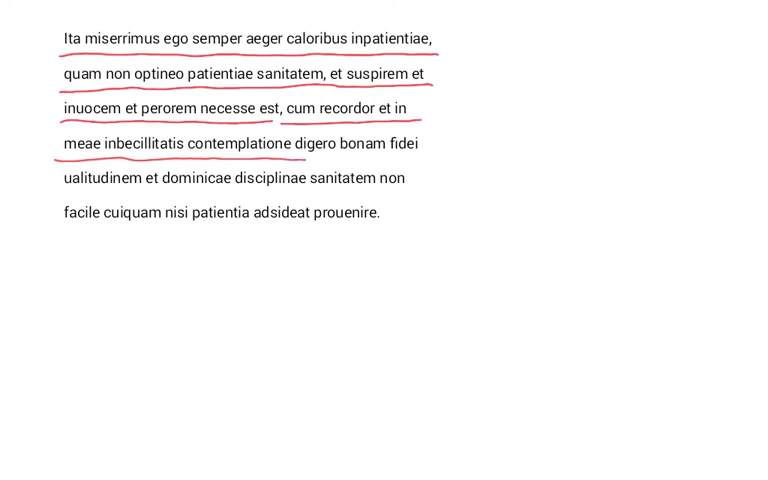 Ita miserrimus ego semper aeger caloribus inpatientiae,
quam non optineo patientiae sanitatem, et suspirem et
inuocem et perorem necesse est, cum recordor et in
meae inbecillitatis contemplatione digero bonam fidei
ualitudinem et dominicae disciplinae sanitatem non
facile cuiquam nisi patientia adsideat prouenire.